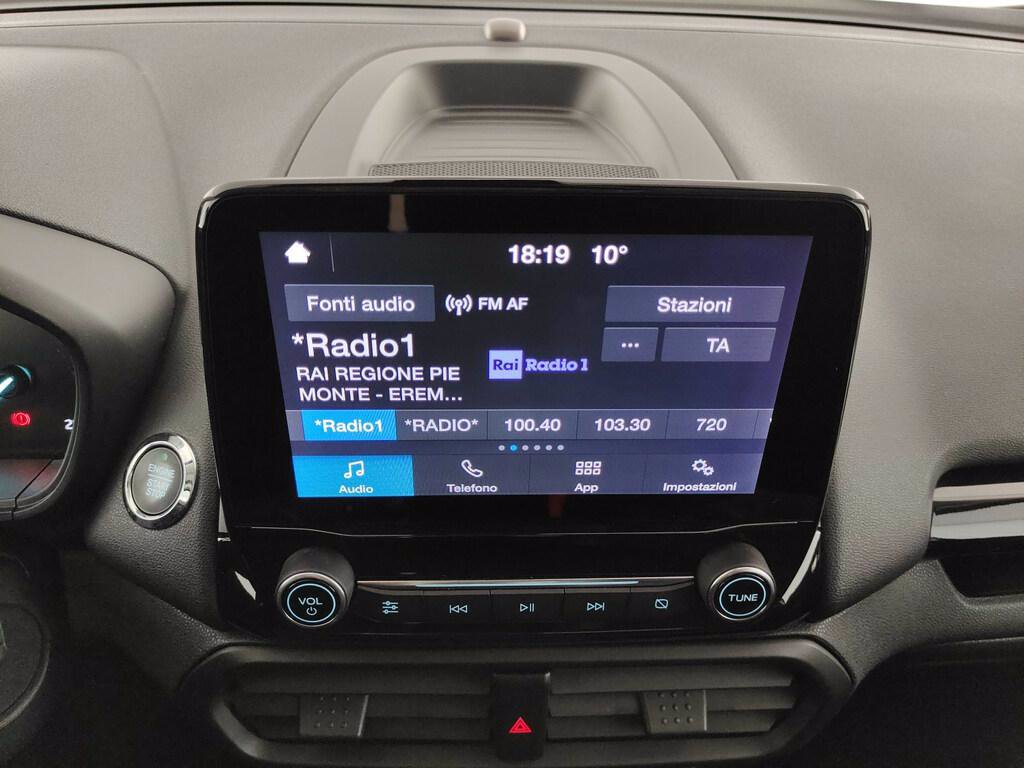 18:19 10°
Fonti audio
FM AF
Stazioni
*Radio1
...
TA
RAI REGIONE PIE
MONTE - EREM...
Rai Radio 1
*Radio1 *RADIO* 100.40 103.30 720
Audio Telefono App Impostazioni
ENGINE
START
STOP
VOL
TUNE